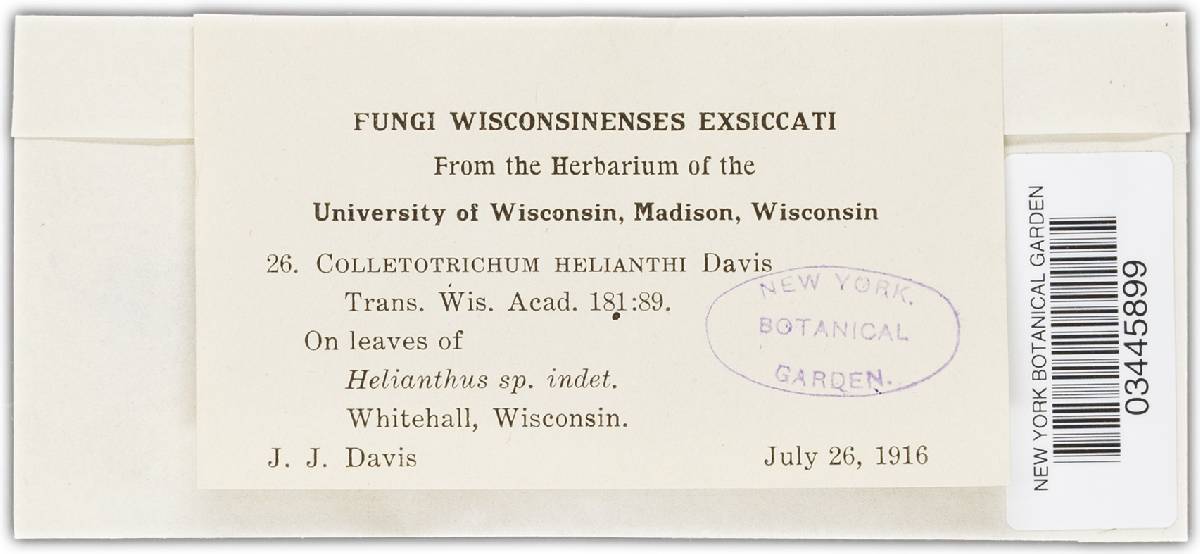 FUNGI WISCONSINENSES EXSICCATI
From the Herbarium of the
University of Wisconsin, Madison, Wisconsin
26. COLLETOTRICHUM HELIANTHI Davis
Trans. Wis. Acad. 181:89.
On leaves of
Helianthus sp. indet.
Whitehall, Wisconsin.
J. J. Davis July 26, 1916
NEW YORK.
BOTANICAL
GARDEN.
NEW YORK BOTANICAL GARDEN
03445899